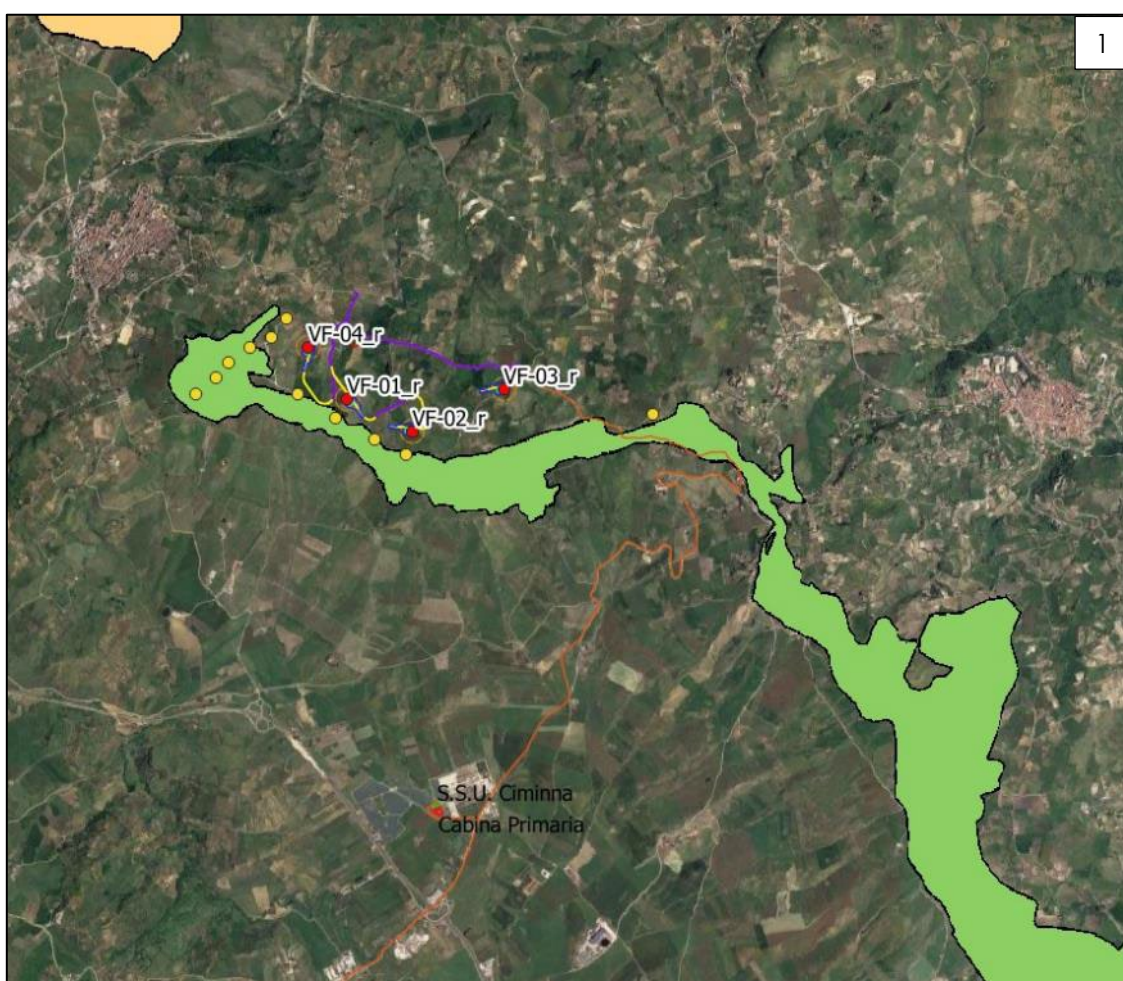 1
VF-04_r
VF-03_r
VF-01_r
VF-02_r
S.S.U. Ciminna
Cabina Primaria